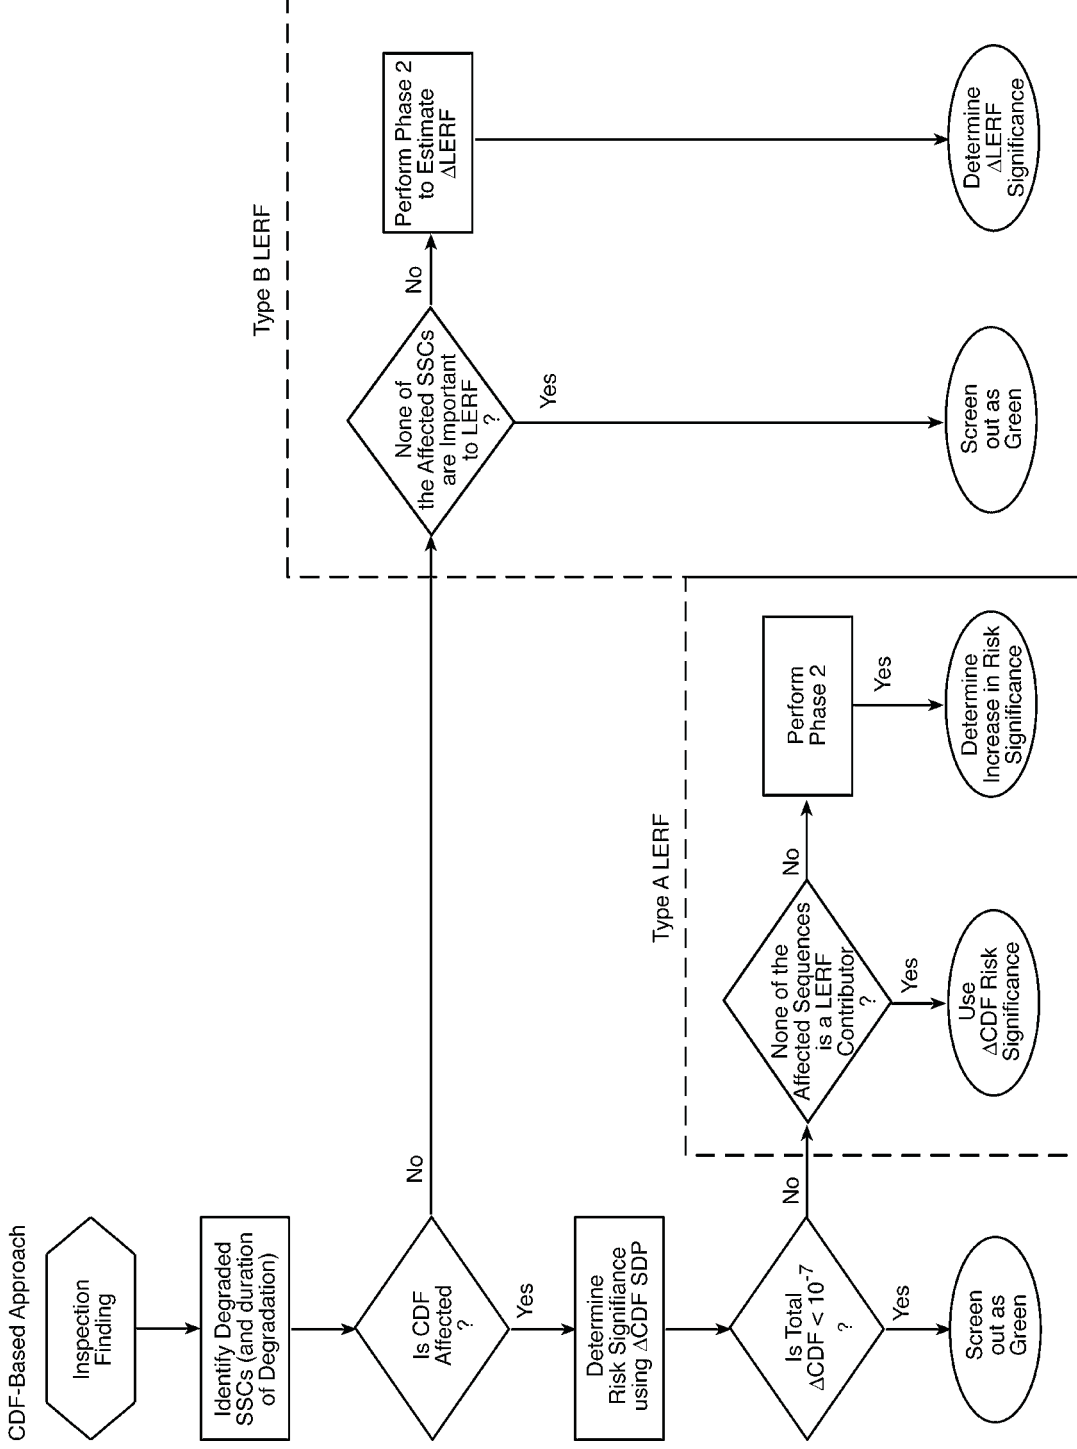 CDF-Based Approach
Inspection
Finding
Identify Degraded
SSCs (and duration
of Degradation)
Is CDF
Affected
?
No
Yes
Type B LERF
None of
the Affected SSCs
are Important
to LERF
?
No
Yes
Perform Phase 2
to Estimate
ΔLERF
Screen
out as
Green
Determine
ΔLERF
Significance
Determine
Risk Signifiance
using ΔCDF SDP
Is Total
ΔCDF < 10⁻⁷
?
No
Yes
Screen
out as
Green
Type A LERF
None of the
Affected Sequences
is a LERF
Contributor
?
No
Yes
Use
ΔCDF Risk
Significance
Perform
Phase 2
Yes
Determine
Increase in Risk
Significance